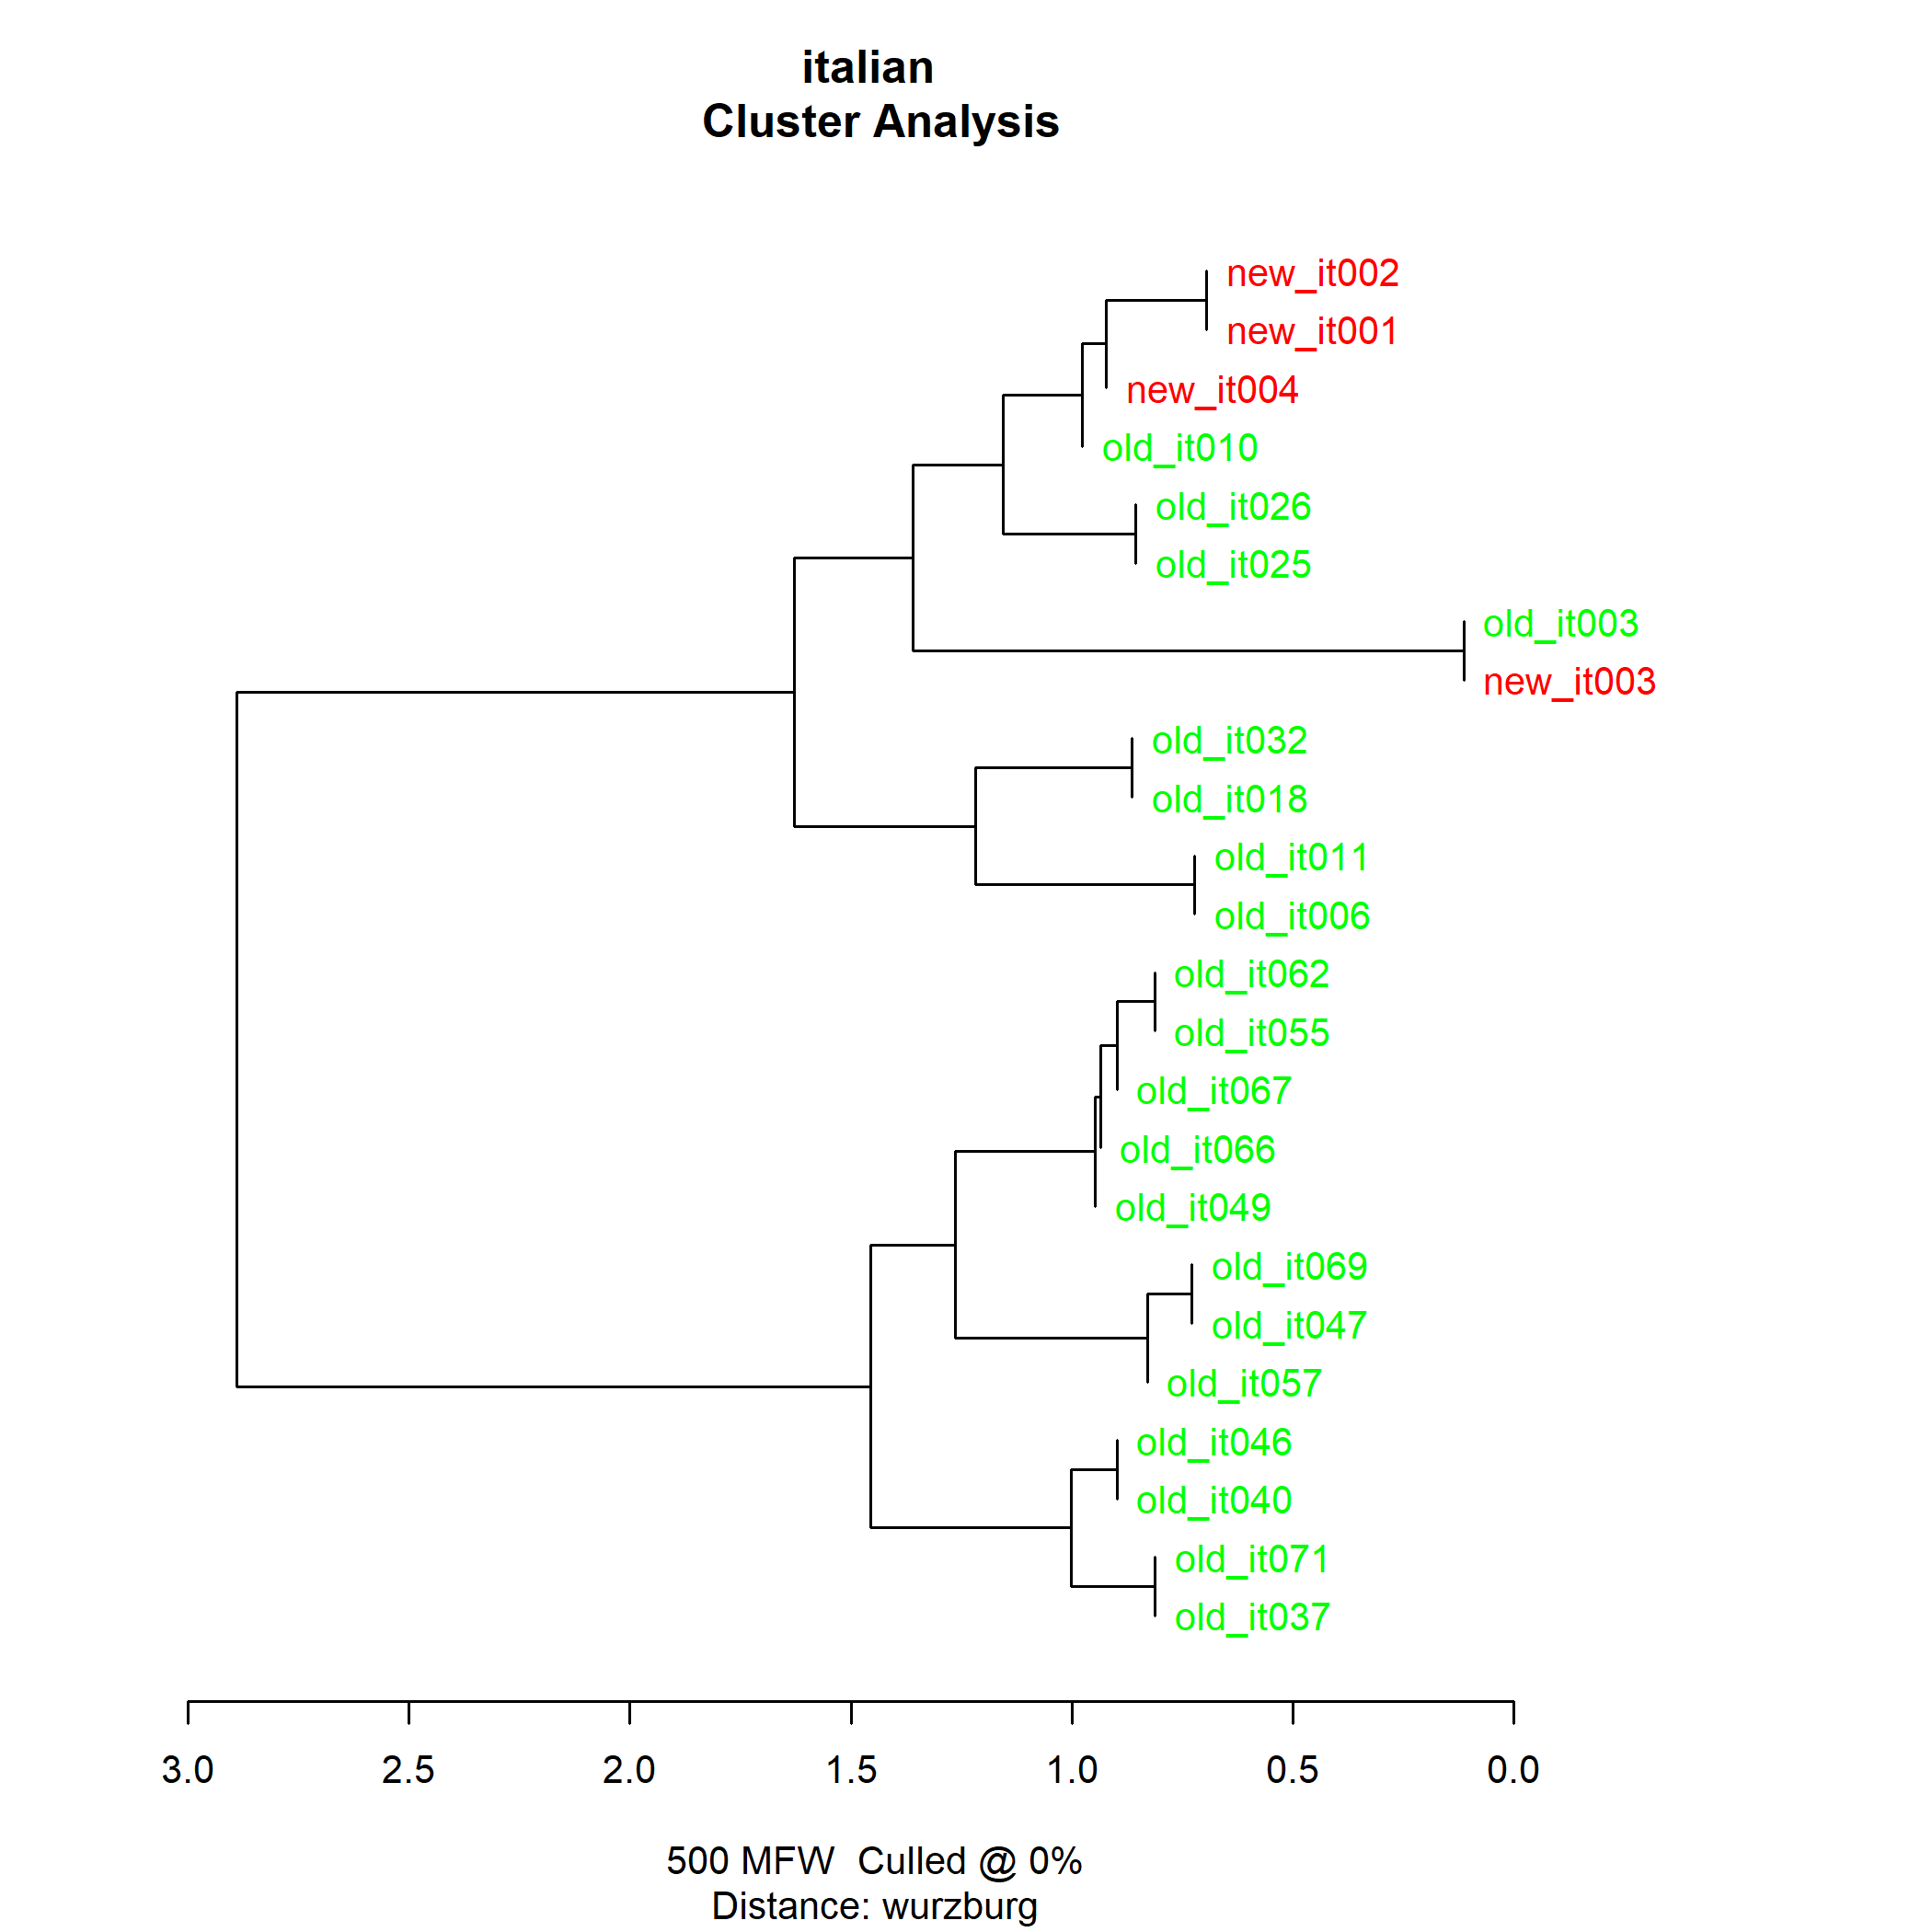 italian
Cluster Analysis
new_it002
new_it001
new_it004
old_it010
old_it026
old_it025
old_it003
new_it003
old_it032
old_it018
old_it011
old_it006
old_it062
old_it055
old_it067
old_it066
old_it049
old_it069
old_it047
old_it057
old_it046
old_it040
old_it071
old_it037
3.0 2.5 2.0 1.5 1.0 0.5 0.0
500 MFW  Culled @ 0%
Distance: wurzburg